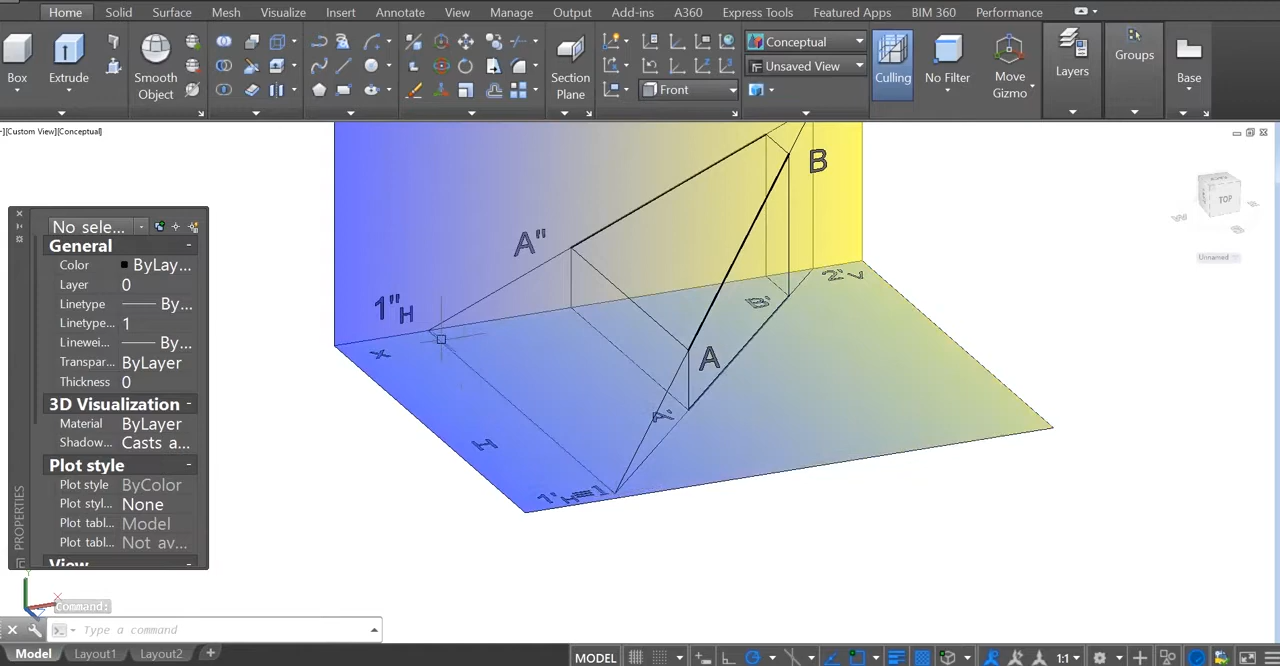 Home Solid Surface Mesh Visualize Insert Annotate View Manage Output Add-ins A360 Express Tools Featured Apps BIM 360 Performance
Box
Extrude
Smooth
Object
Section
Plane
Conceptual
Unsaved View
Front
Culling
No Filter
Move
Gizmo
Layers
Groups
Base
-][Custom View][Conceptual]
TOP
Unnamed
No sele...
General
Color ByLay...
Layer 0
Linetype By...
Linetype... 1
Linewei... By...
Transpar... ByLayer
Thickness 0
3D Visualization
Material ByLayer
Shadow... Casts a...
Plot style
Plot style ByColor
Plot styl... None
Plot tabl... Model
Plot tabl... Not av...
View
PROPERTIES
B
A"
1"H
2'V
B'
x
A
A'
H
1'H≡1
Command:
Type a command
Model Layout1 Layout2 +
MODEL 1:1